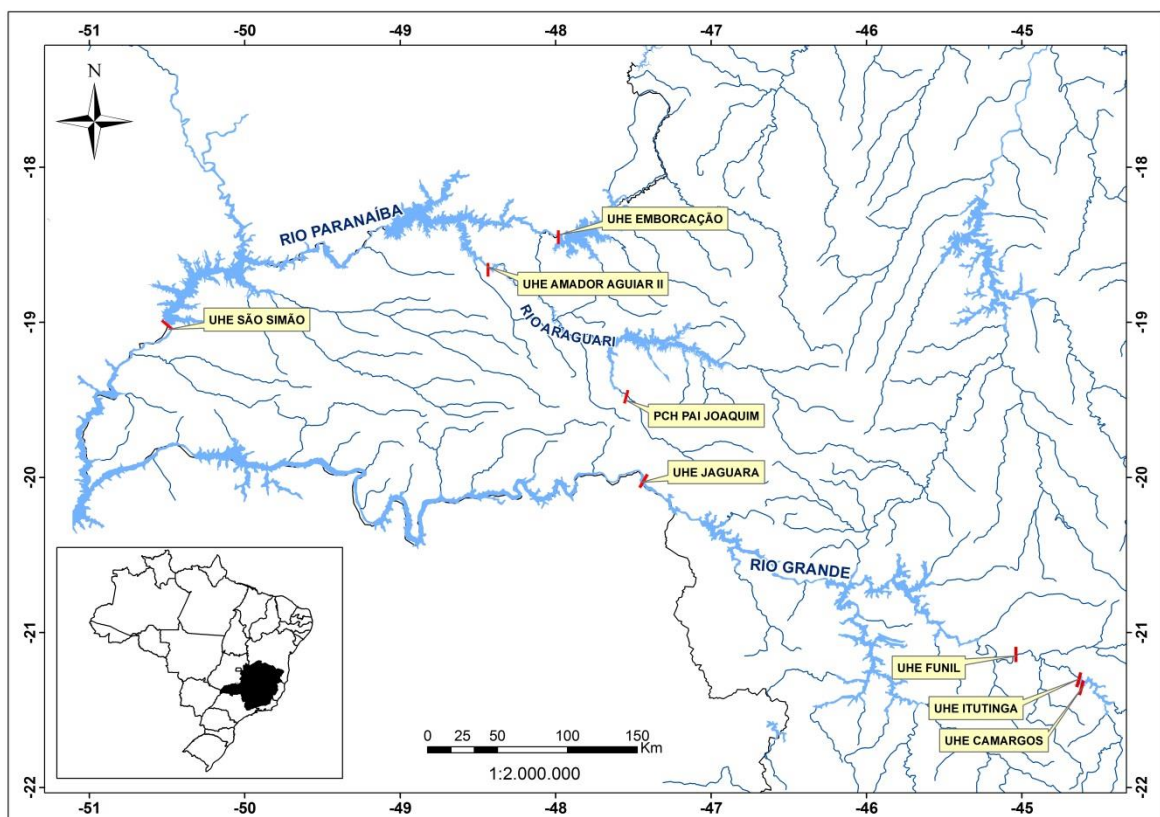 -51 -50 -49 -48 -47 -46 -45
N
-18 -18
RIO PARANAÍBA
UHE EMBORCAÇÃO
UHE AMADOR AGUIAR II
UHE SÃO SIMÃO
-19 -19
RIO ARAGUARI
PCH PAI JOAQUIM
UHE JAGUARA
-20 -20
RIO GRANDE
-21 -21
UHE FUNIL
UHE ITUTINGA
UHE CAMARGOS
0 25 50 100 150
Km
1:2.000.000
-22 -22
-51 -50 -49 -48 -47 -46 -45